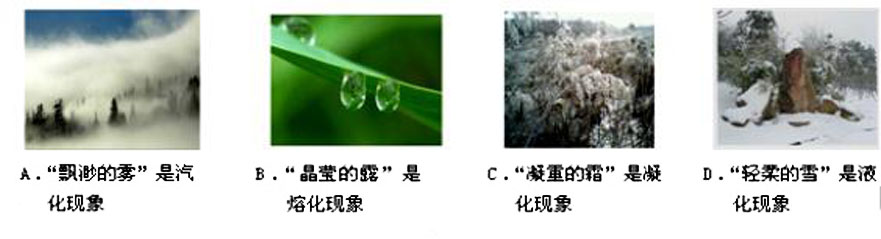 A.“飘渺的雾”是汽
化现象
B.“晶莹的露”是
熔化现象
C.“凝重的霜”是凝
化现象
D.“轻柔的雪”是液
化现象